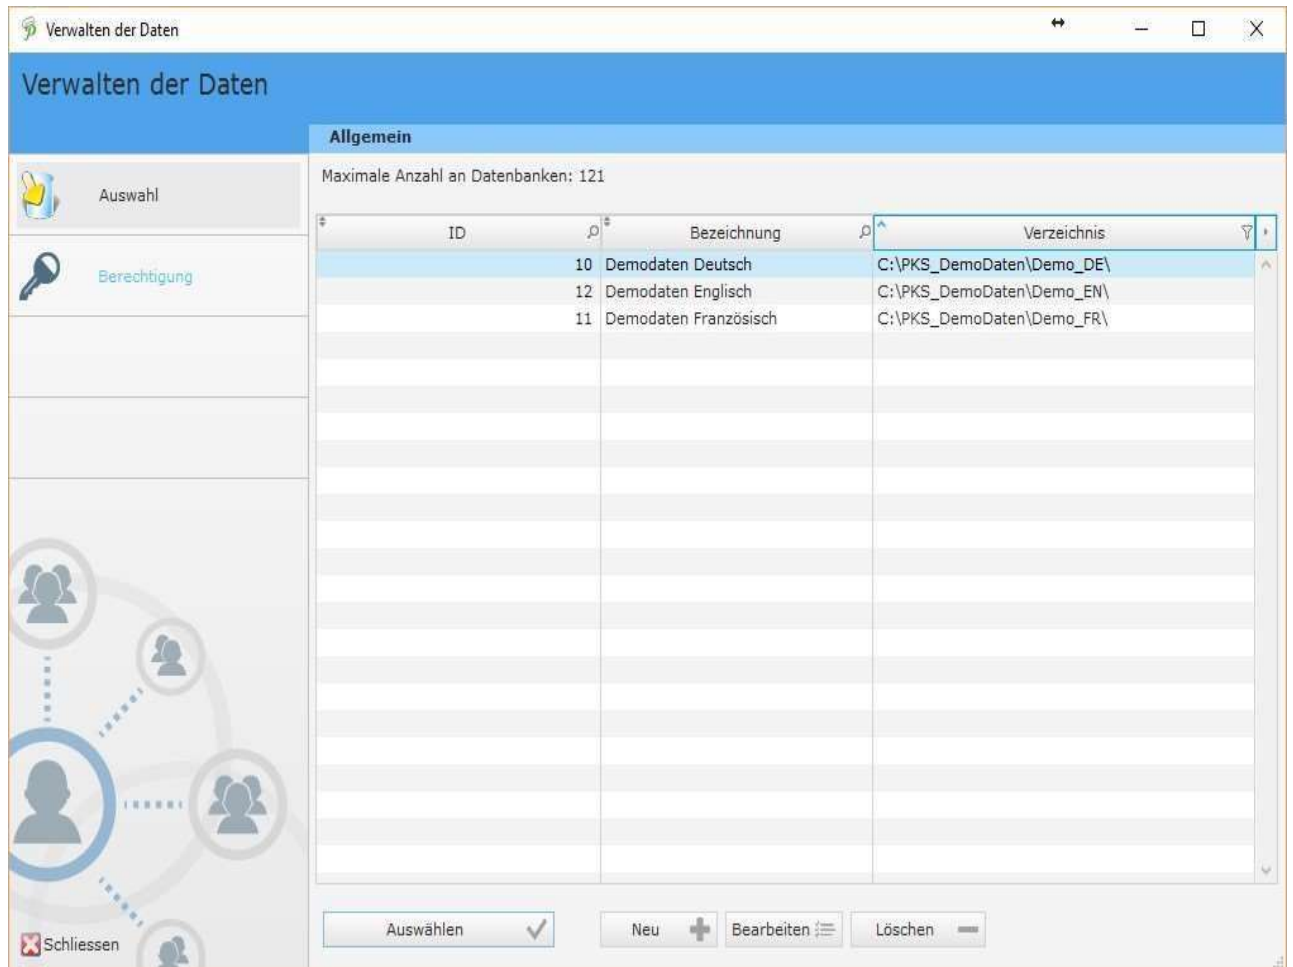 Verwalten der Daten
Verwalten der Daten
Allgemein
Auswahl
Berechtigung
Maximale Anzahl an Datenbanken: 121
ID Bezeichnung Verzeichnis
10 Demodaten Deutsch C:\PKS_DemoDaten\Demo_DE\
12 Demodaten Englisch C:\PKS_DemoDaten\Demo_EN\
11 Demodaten Französisch C:\PKS_DemoDaten\Demo_FR\
Auswählen Neu Bearbeiten Löschen
Schliessen